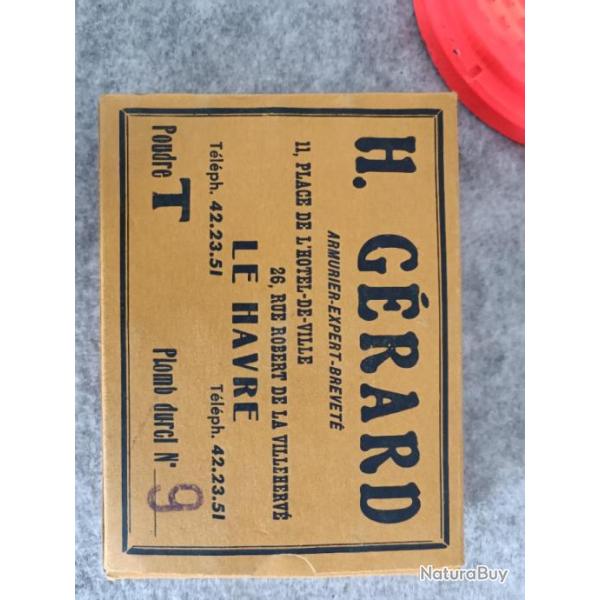 H. GÉRARD
ARMURIER-EXPERT-BREVETÉ
11, PLACE DE L'HOTEL-DE-VILLE
26, RUE ROBERT DE LA VILLEHERVÉ
LE HAVRE
Téléph. 42.23.51 Téléph. 42.23.51
Poudre T Plomb durci N° 9
NaturaBuy